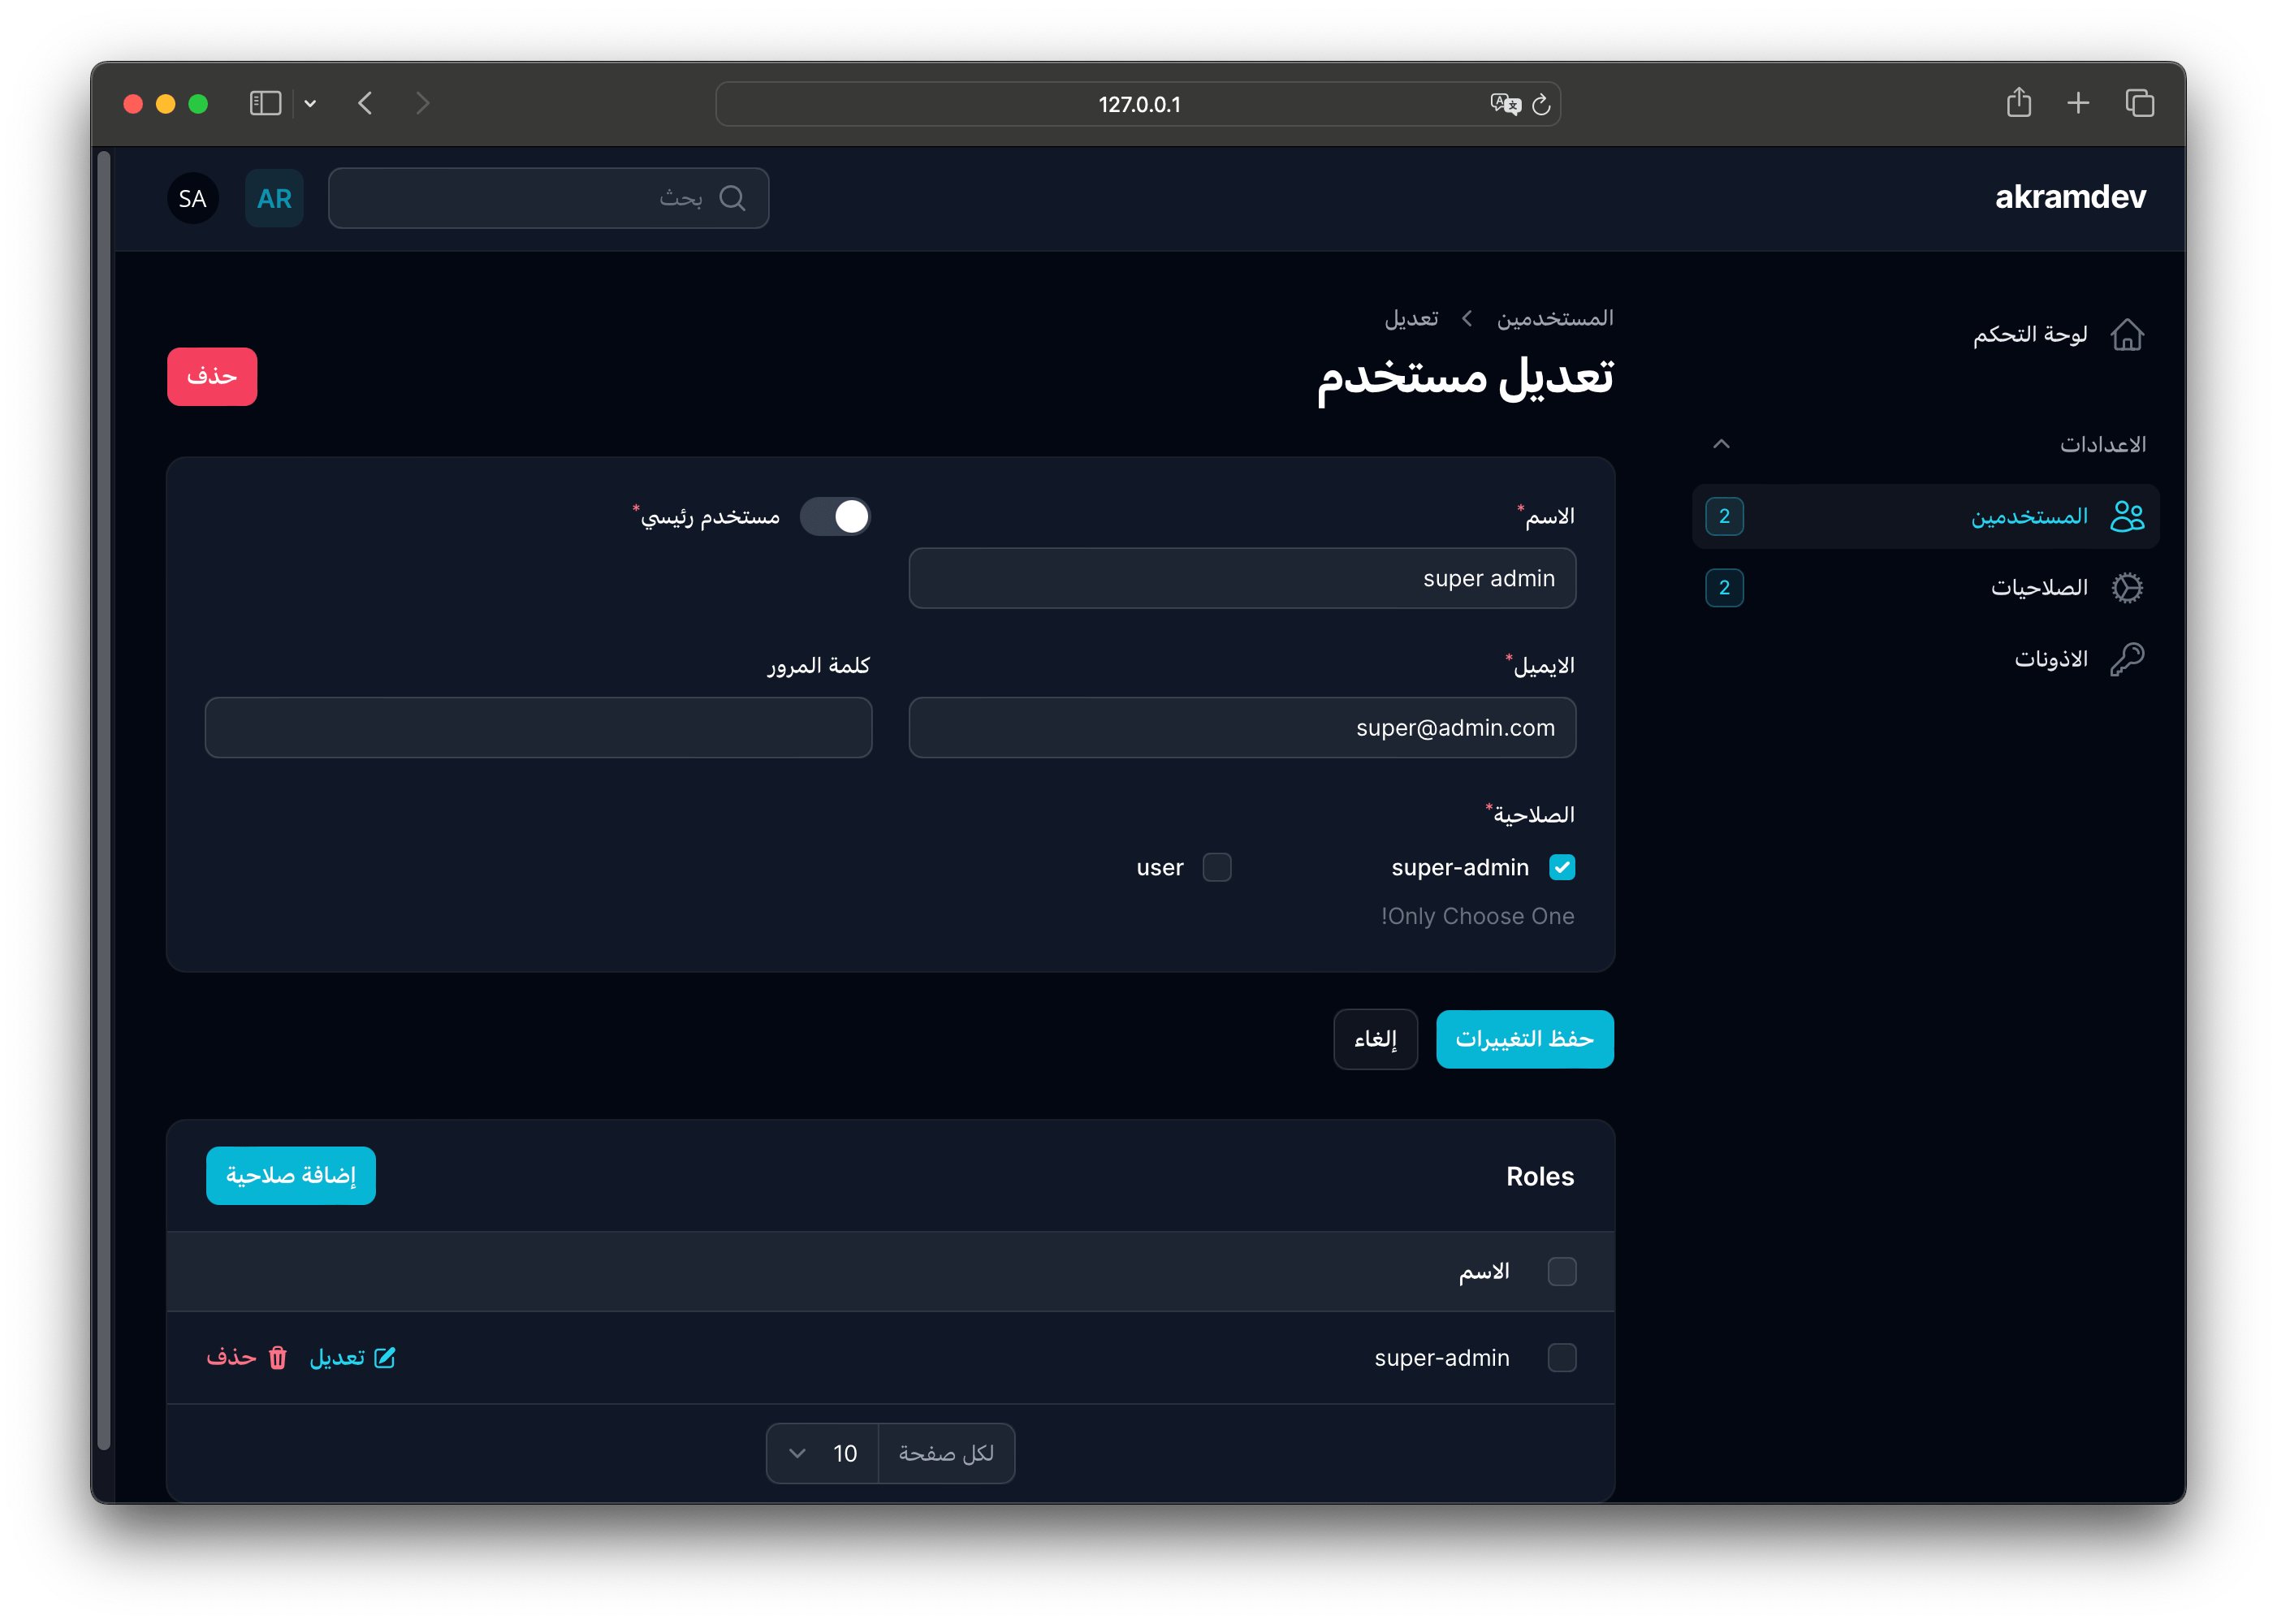 127.0.0.1
akramdev
بحث
AR
SA
لوحة التحكم
الاعدادات
المستخدمين
2
الصلاحيات
2
الاذونات
المستخدمين
تعديل
تعديل مستخدم
حذف
الاسم*
super admin
مستخدم رئيسي*
الايميل*
super@admin.com
كلمة المرور
الصلاحية*
super-admin
user
!Only Choose One
حفظ التغييرات
إلغاء
Roles
إضافة صلاحية
الاسم
super-admin
تعديل
حذف
لكل صفحة
10